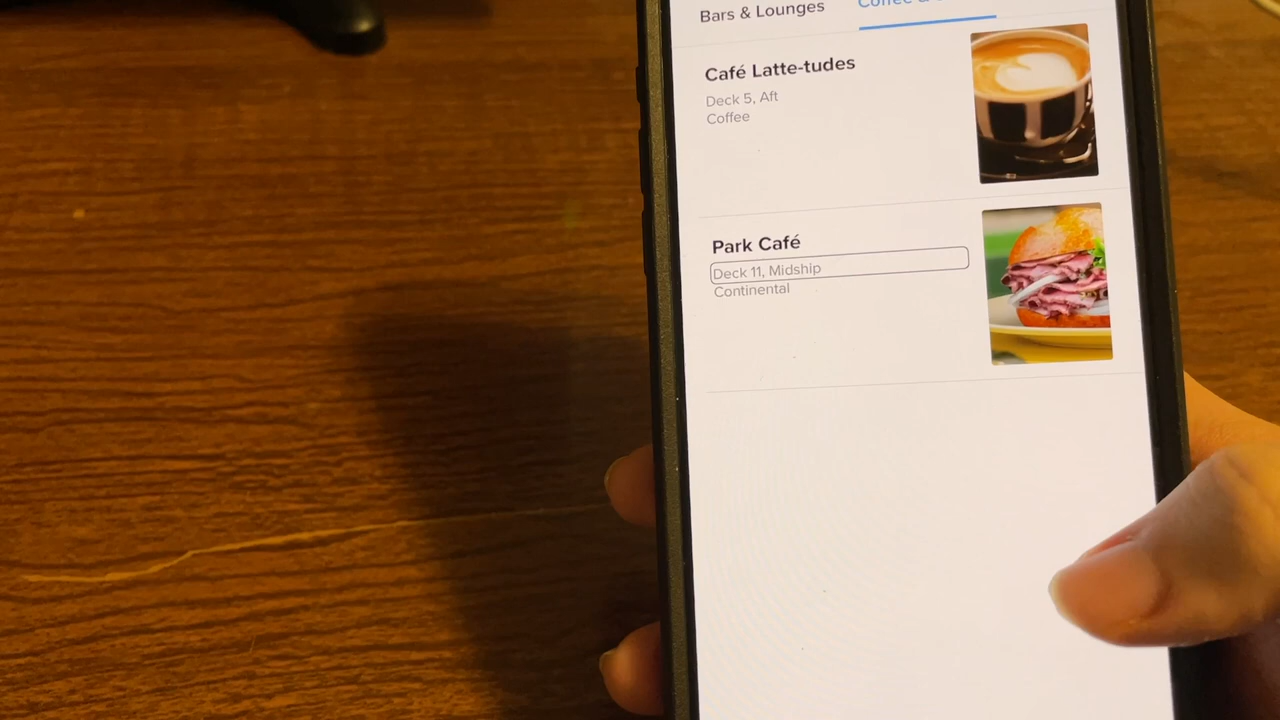 Bars & Lounges
Café Latte-tudes
Deck 5, Aft
Coffee
Park Café
Deck 11, Midship
Continental